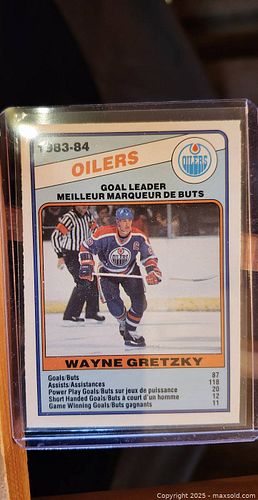 1983-84
OILERS
OILERS
GOAL LEADER
MEILLEUR MARQUEUR DE BUTS
C
WAYNE GRETZKY
Goals/Buts 87
Assists/Assistances 118
Power Play Goals/Buts sur jeux de puissance 20
Short Handed Goals/Buts à court d'un homme 12
Game Winning Goals/Buts gagnants 11
Copyright 2025 - maxsold.com